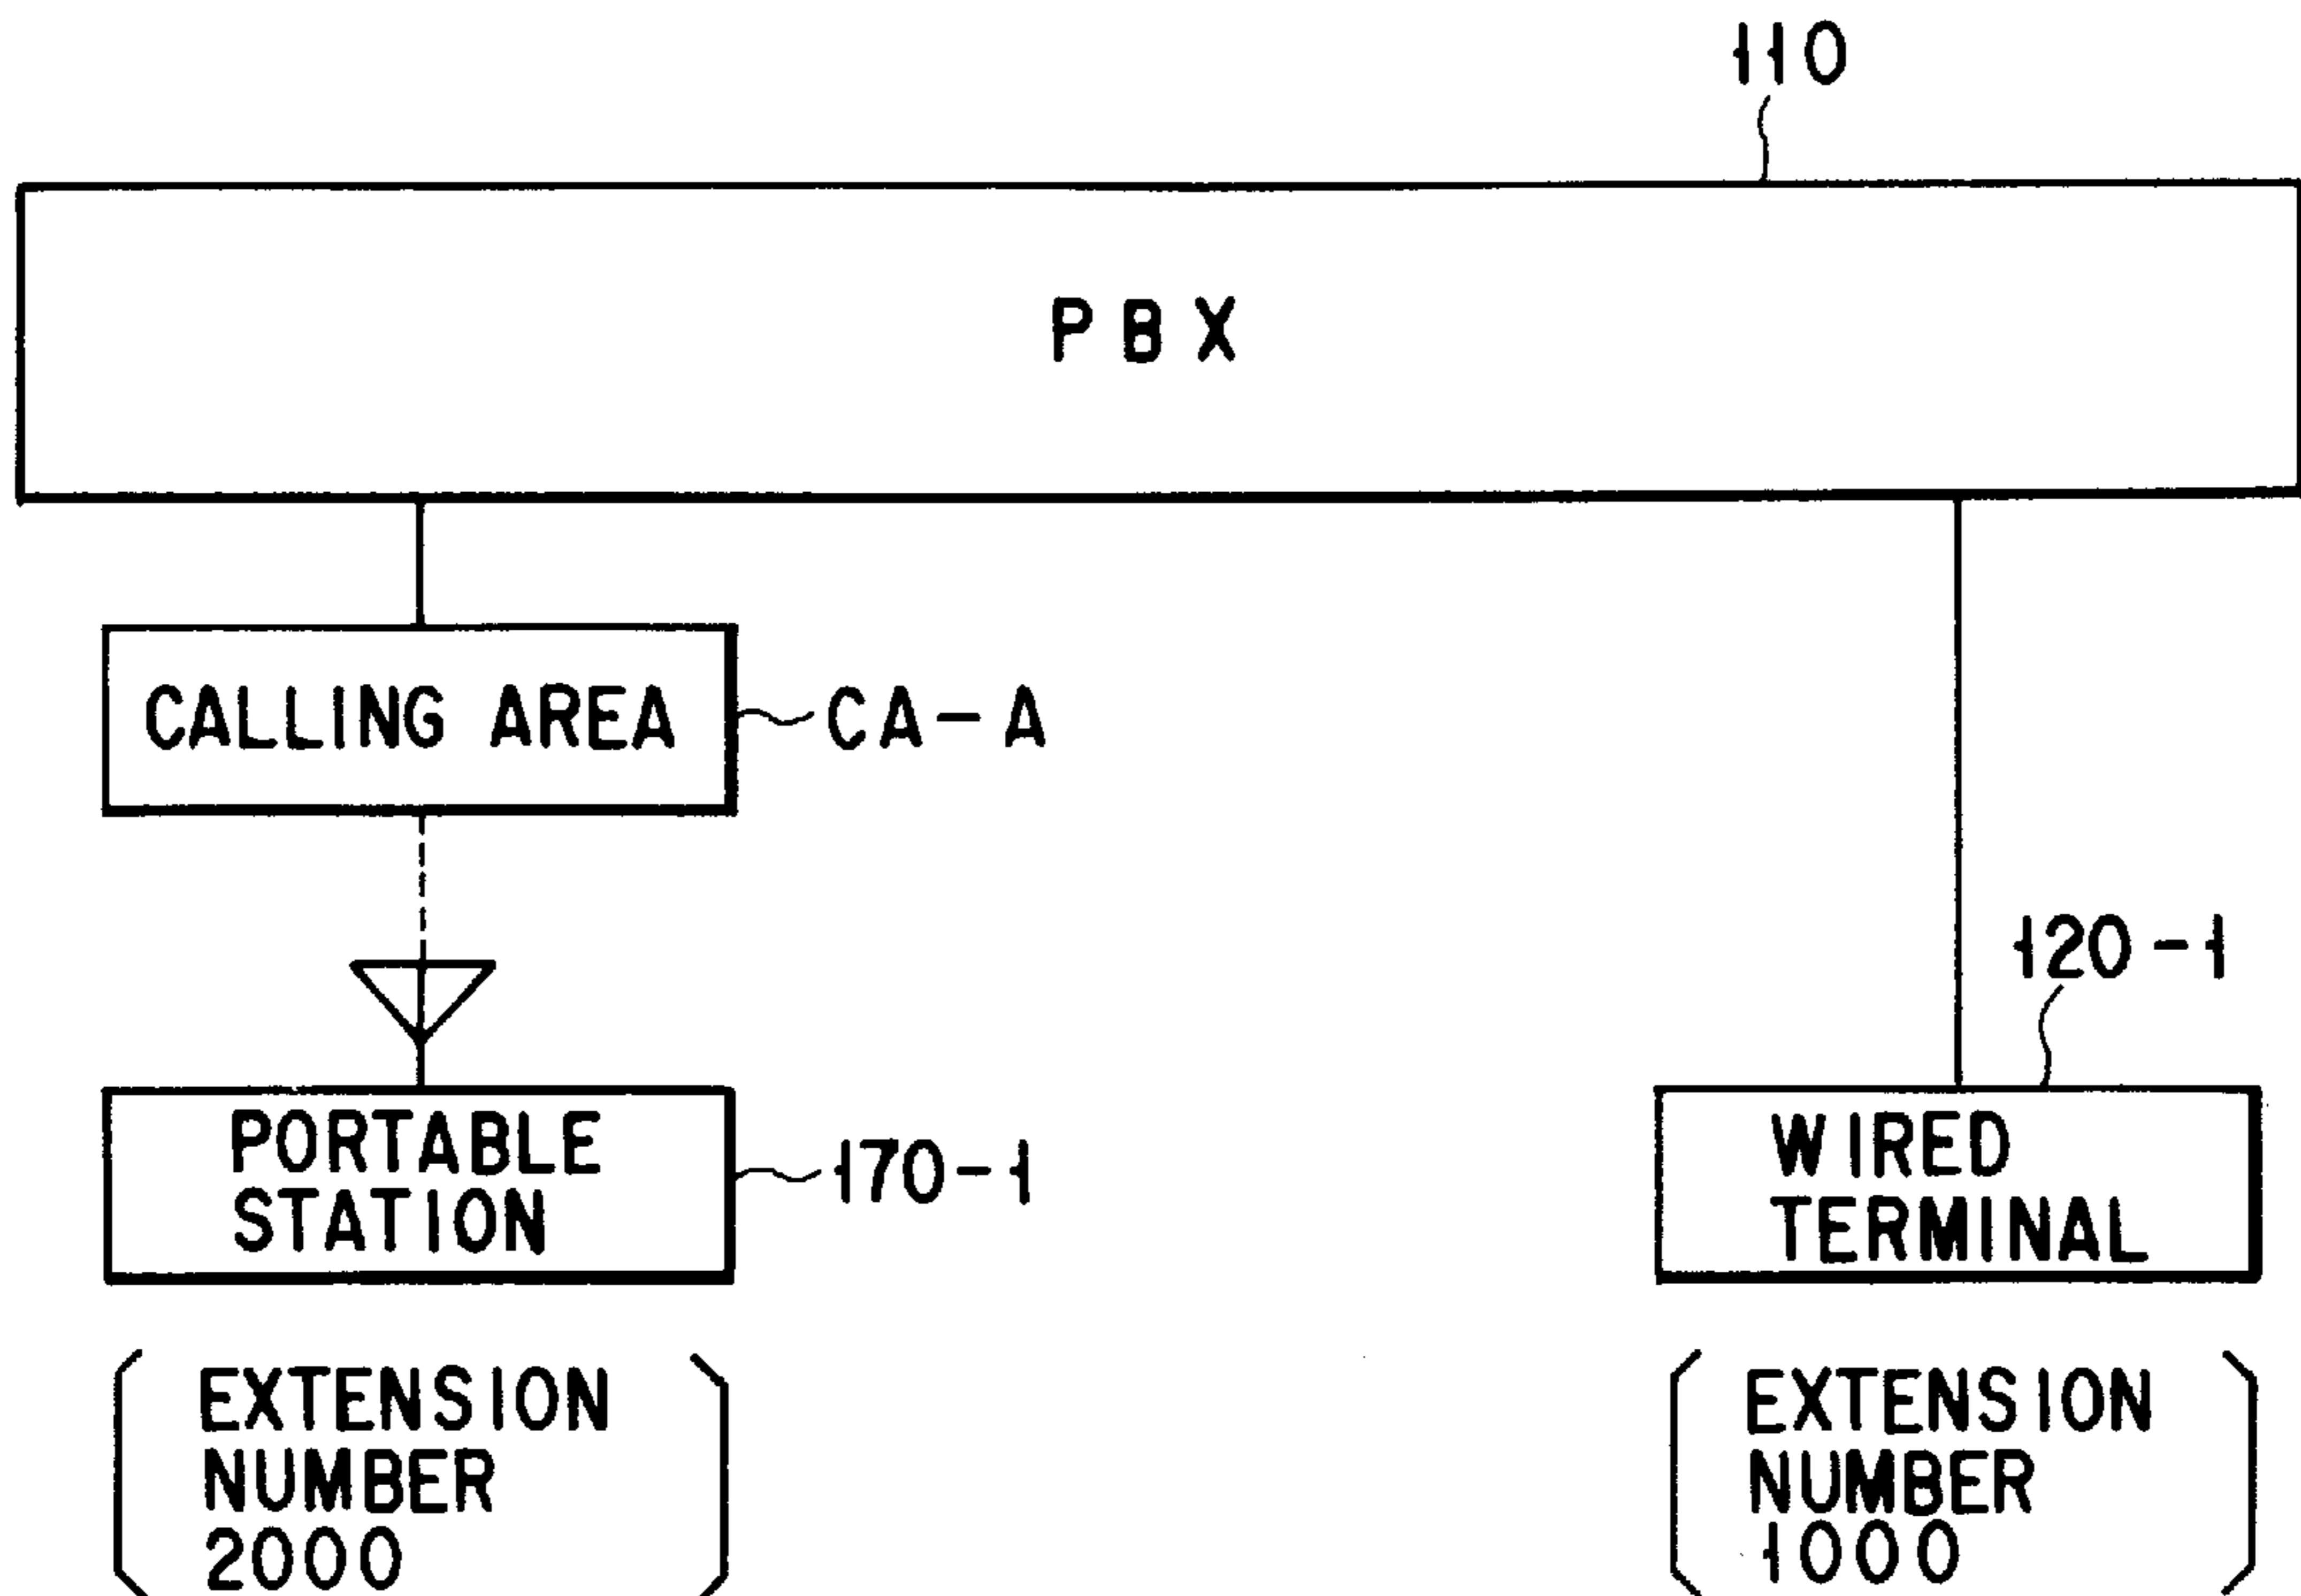 110
PBX
CALLING AREA
CA-A
120-1
PORTABLE
STATION
170-1
WIRED
TERMINAL
EXTENSION
NUMBER
2000
EXTENSION
NUMBER
1000